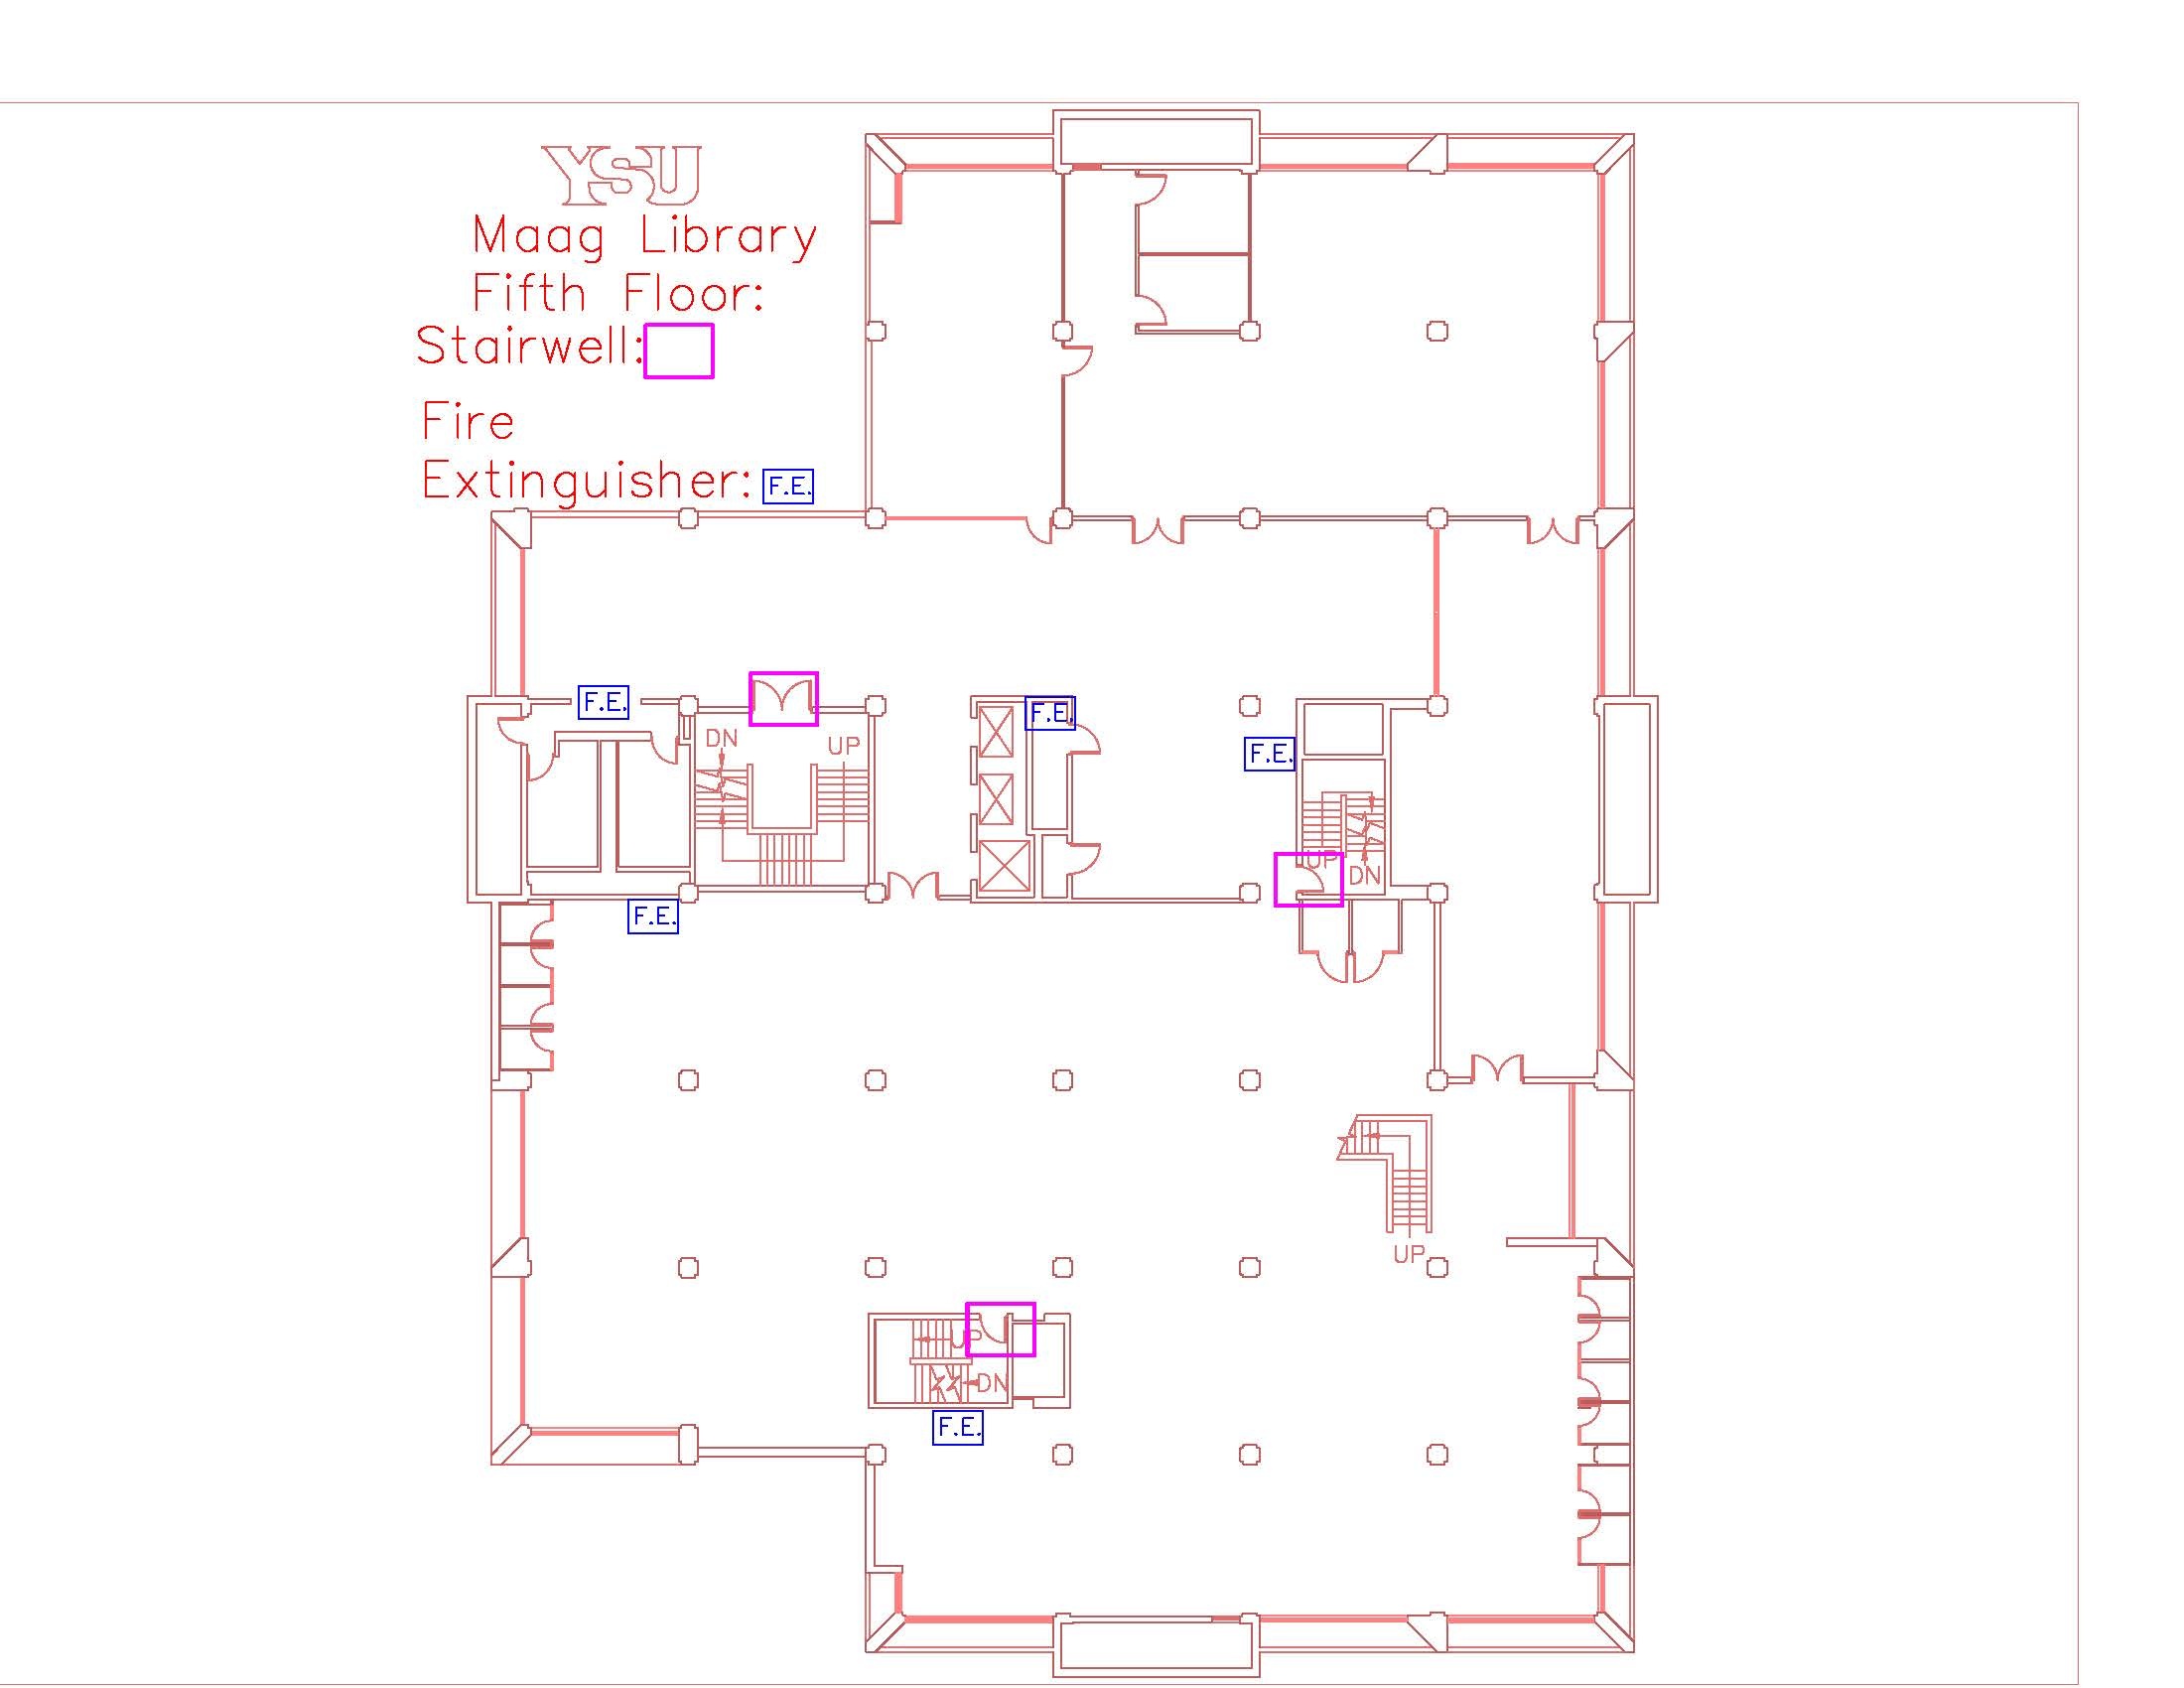 YSU
Maag Library
Fifth Floor:
Stairwell:
Fire
Extinguisher: F.E.
F.E.
F.E.
DN
UP
F.E.
UP
DN
F.E.
UP
UP
DN
F.E.